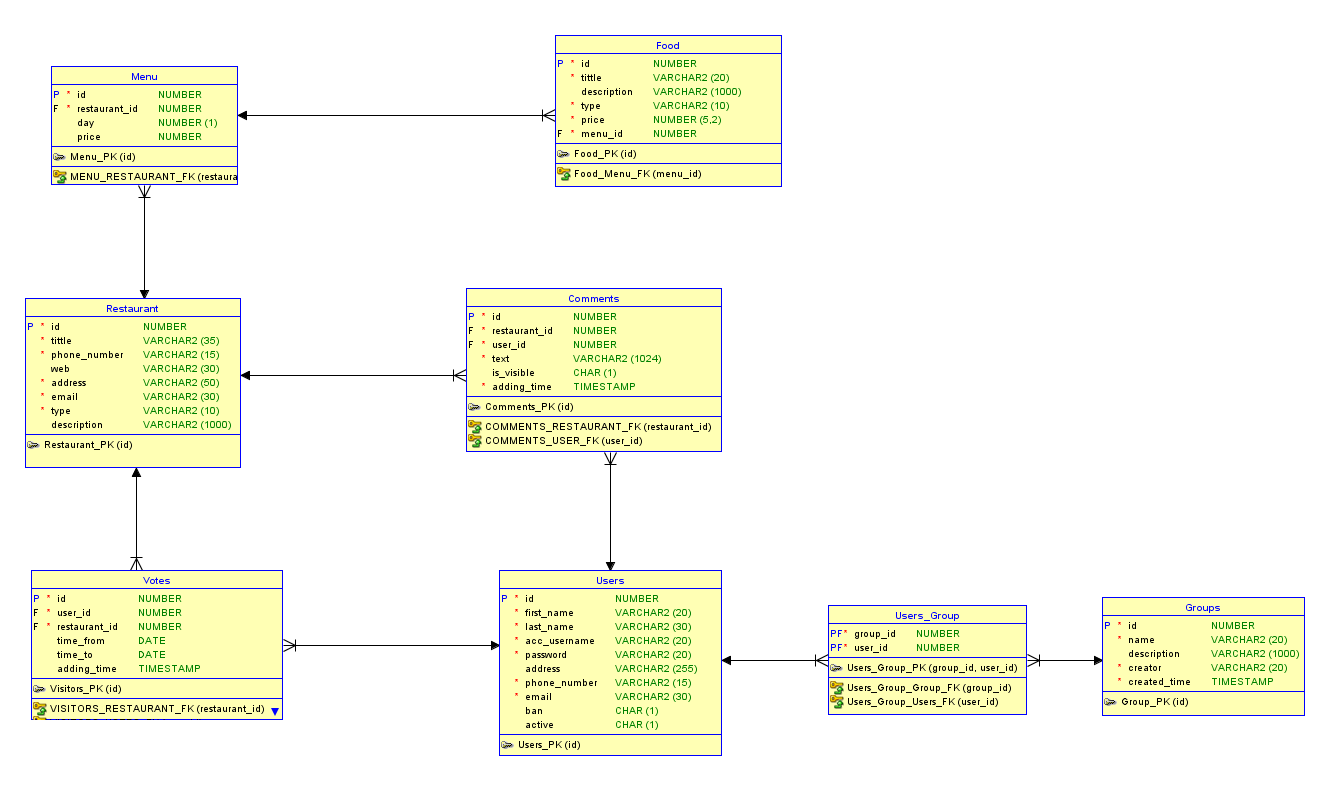 Food
P * id NUMBER
* tittle VARCHAR2 (20)
description VARCHAR2 (1000)
* type VARCHAR2 (10)
* price NUMBER (5,2)
F * menu_id NUMBER
Food_PK (id)
Food_Menu_FK (menu_id)
Menu
P * id NUMBER
F * restaurant_id NUMBER
day NUMBER (1)
price NUMBER
Menu_PK (id)
MENU_RESTAURANT_FK (restaura
Restaurant
P * id NUMBER
* tittle VARCHAR2 (35)
* phone_number VARCHAR2 (15)
web VARCHAR2 (30)
* address VARCHAR2 (50)
* email VARCHAR2 (30)
* type VARCHAR2 (10)
description VARCHAR2 (1000)
Restaurant_PK (id)
Comments
P * id NUMBER
F * restaurant_id NUMBER
F * user_id NUMBER
* text VARCHAR2 (1024)
is_visible CHAR (1)
* adding_time TIMESTAMP
Comments_PK (id)
COMMENTS_RESTAURANT_FK (restaurant_id)
COMMENTS_USER_FK (user_id)
Votes
P * id NUMBER
F * user_id NUMBER
F * restaurant_id NUMBER
time_from DATE
time_to DATE
adding_time TIMESTAMP
Visitors_PK (id)
VISITORS_RESTAURANT_FK (restaurant_id)
Users
P * id NUMBER
* first_name VARCHAR2 (20)
* last_name VARCHAR2 (30)
* acc_username VARCHAR2 (20)
* password VARCHAR2 (20)
address VARCHAR2 (255)
* phone_number VARCHAR2 (15)
* email VARCHAR2 (30)
ban CHAR (1)
active CHAR (1)
Users_PK (id)
Users_Group
PF* group_id NUMBER
PF* user_id NUMBER
Users_Group_PK (group_id, user_id)
Users_Group_Group_FK (group_id)
Users_Group_Users_FK (user_id)
Groups
P * id NUMBER
* name VARCHAR2 (20)
description VARCHAR2 (1000)
* creator VARCHAR2 (20)
* created_time TIMESTAMP
Group_PK (id)